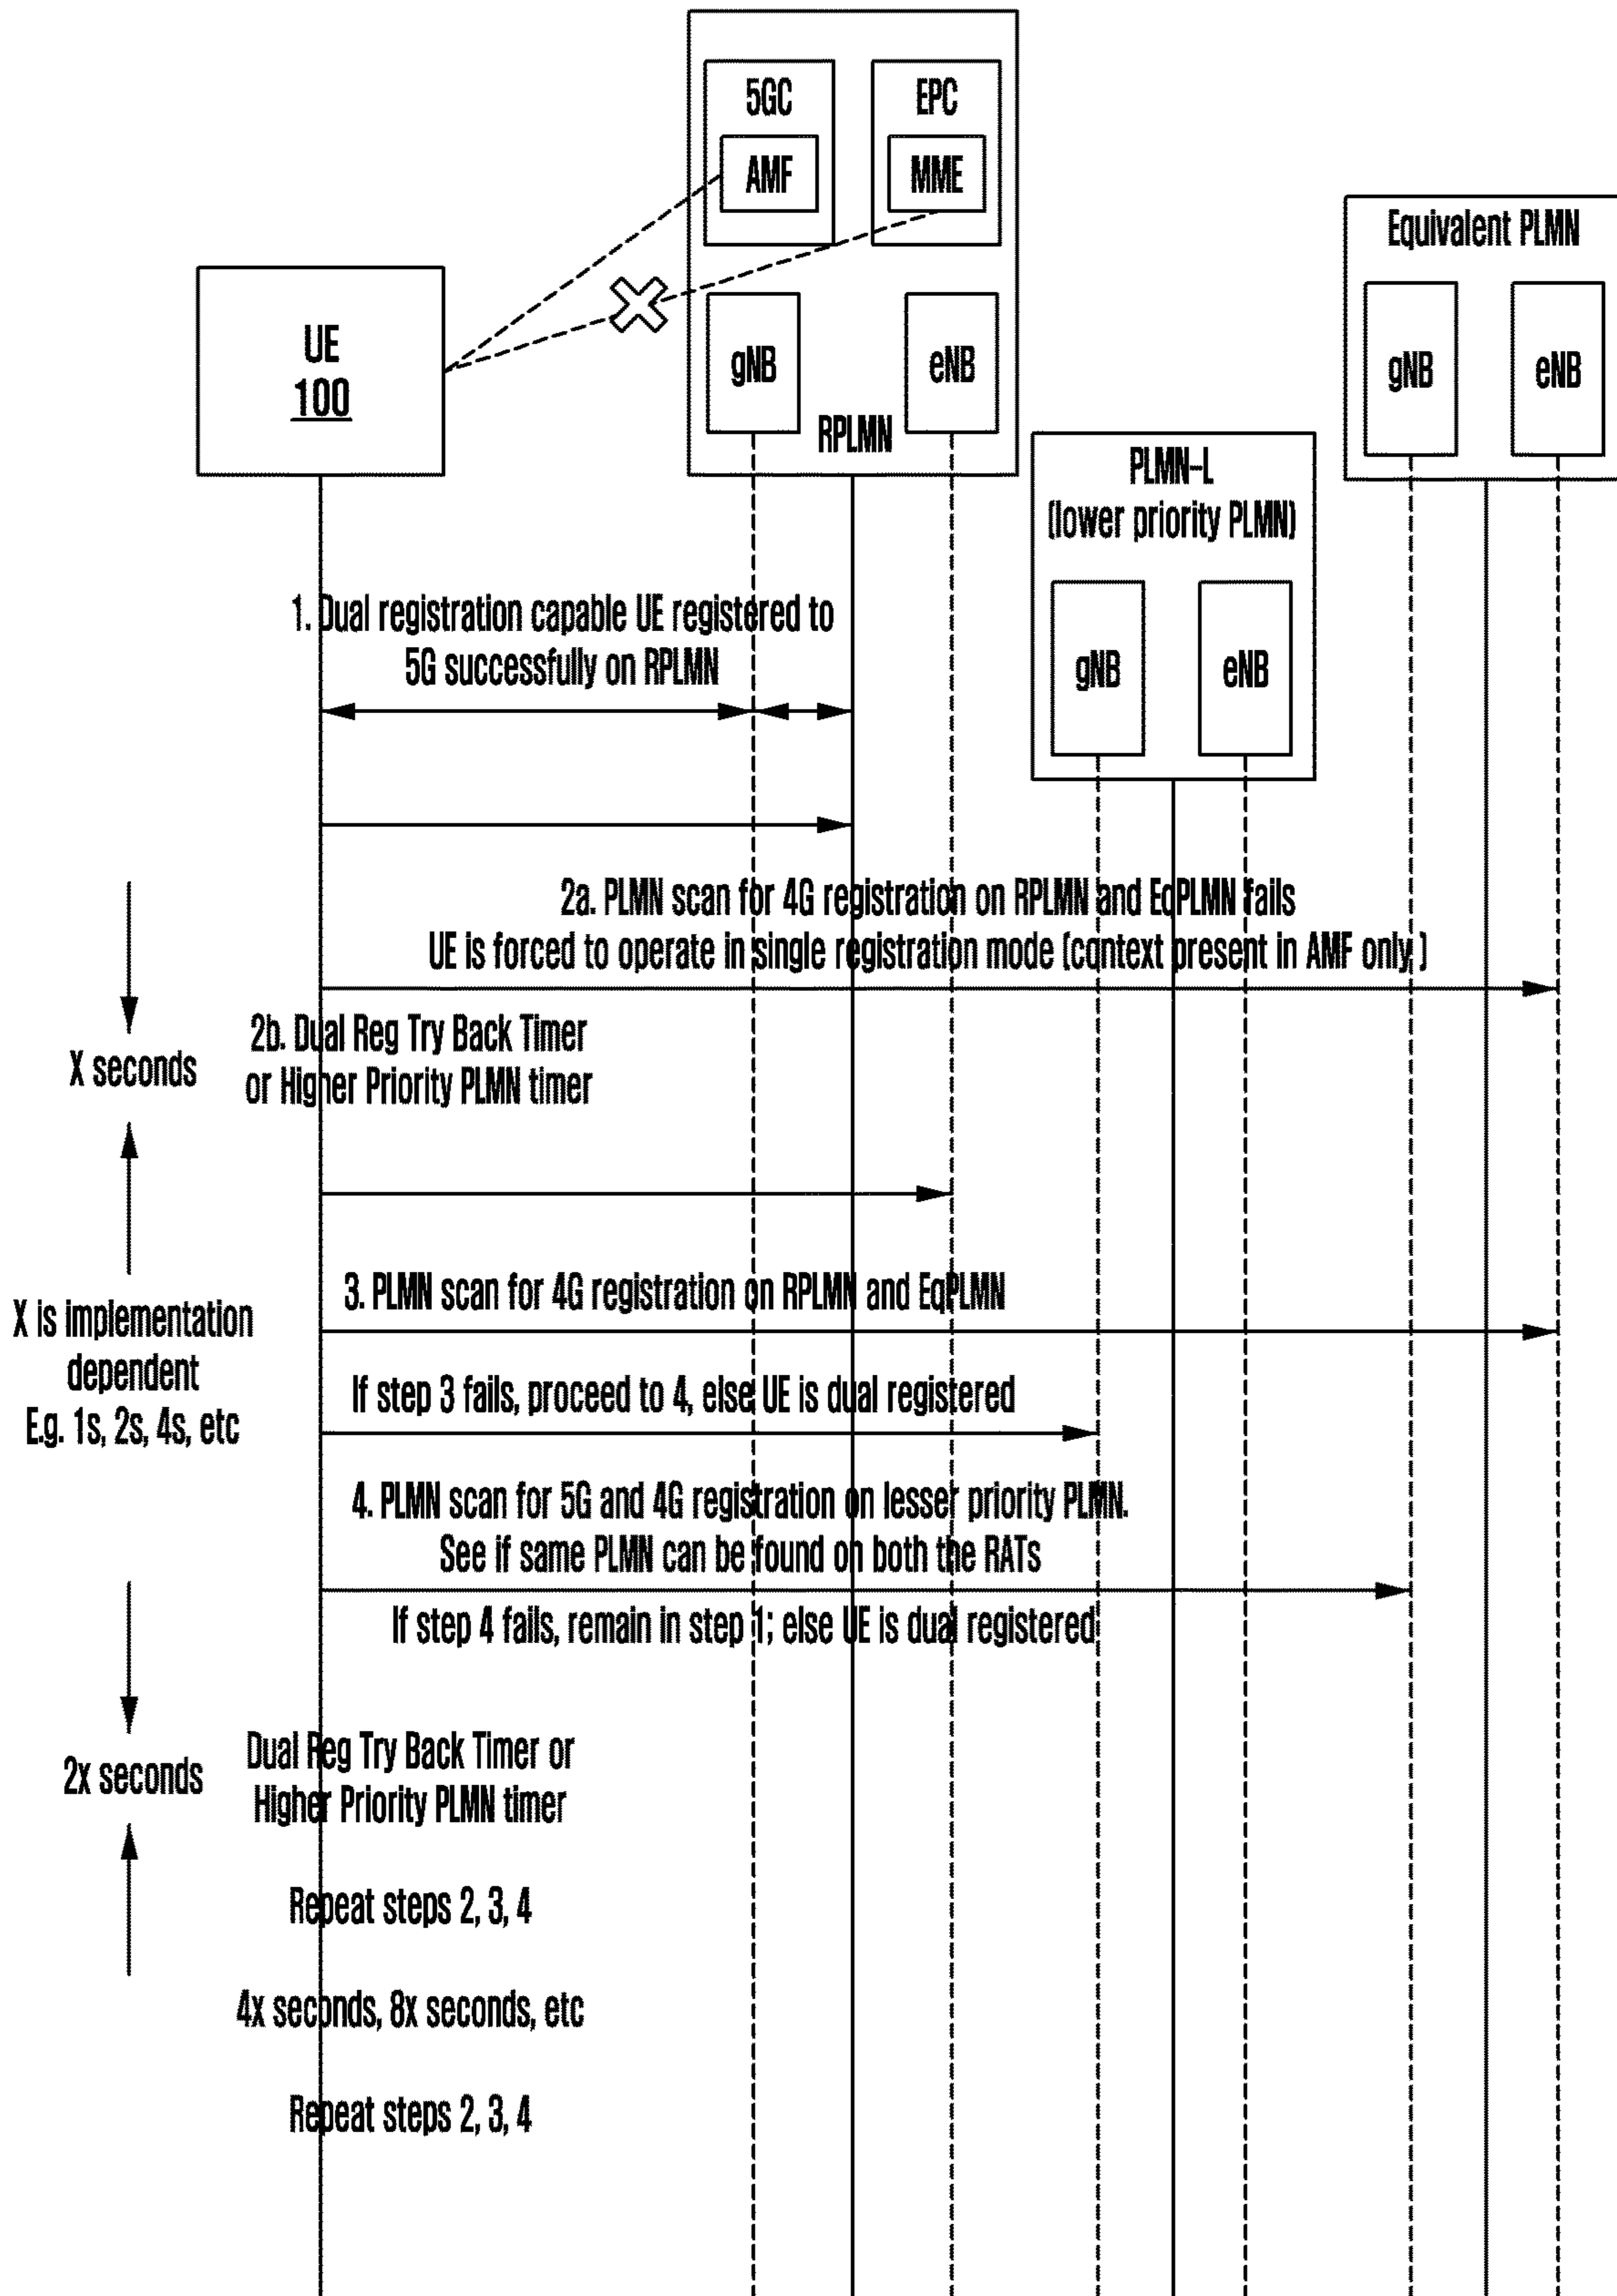 5GC
EPC
AMF
MME
Equivalent PLMN
UE
100
gNB
eNB
gNB
eNB
RPLMN
PLMN-L
(lower priority PLMN)
gNB
eNB
1. Dual registration capable UE registered to
5G successfully on RPLMN
2a. PLMN scan for 4G registration on RPLMN and EqPLMN fails
UE is forced to operate in single registration mode (context present in AMF only )
X seconds
2b. Dual Reg Try Back Timer
or Higher Priority PLMN timer
3. PLMN scan for 4G registration on RPLMN and EqPLMN
X is implementation
dependent
E.g. 1s, 2s, 4s, etc
If step 3 fails, proceed to 4, else UE is dual registered
4. PLMN scan for 5G and 4G registration on lesser priority PLMN.
See if same PLMN can be found on both the RATs
If step 4 fails, remain in step 1; else UE is dual registered
2x seconds
Dual Reg Try Back Timer or
Higher Priority PLMN timer
Repeat steps 2, 3, 4
4x seconds, 8x seconds, etc
Repeat steps 2, 3, 4